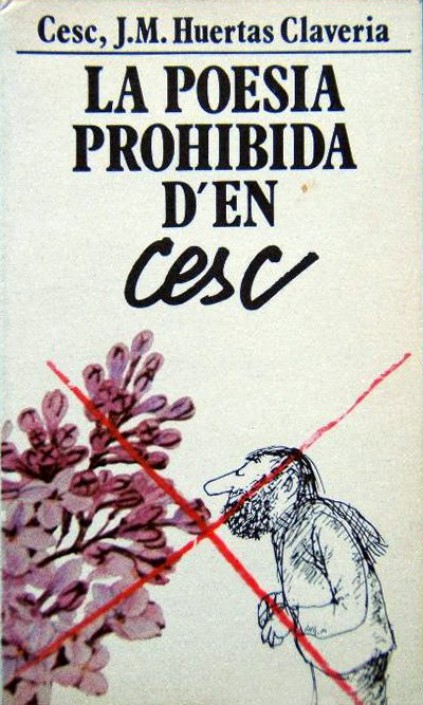 Cesc, J.M. Huertas Claveria
LA POESIA
PROHIBIDA
D'EN
cesc